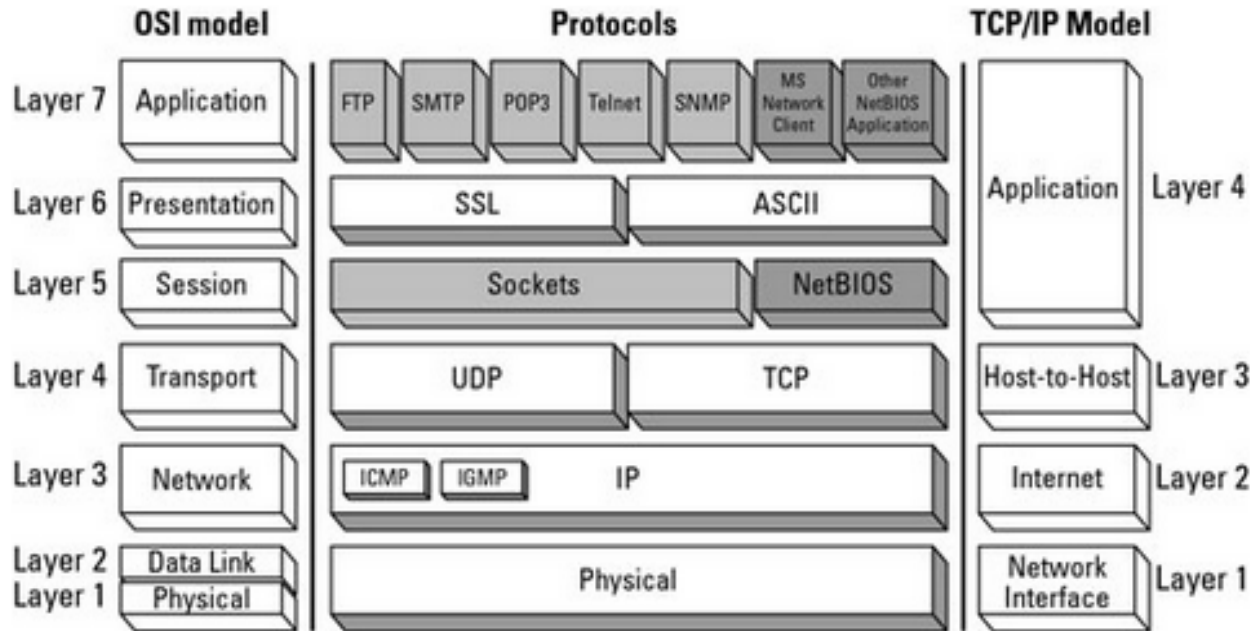 OSI model Protocols TCP/IP Model
Layer 7 Application FTP SMTP POP3 Telnet SNMP MS Network Client Other NetBIOS Application
Layer 6 Presentation SSL ASCII Application Layer 4
Layer 5 Session Sockets NetBIOS
Layer 4 Transport UDP TCP Host-to-Host Layer 3
Layer 3 Network ICMP IGMP IP Internet Layer 2
Layer 2 Data Link
Layer 1 Physical Physical Network Interface Layer 1